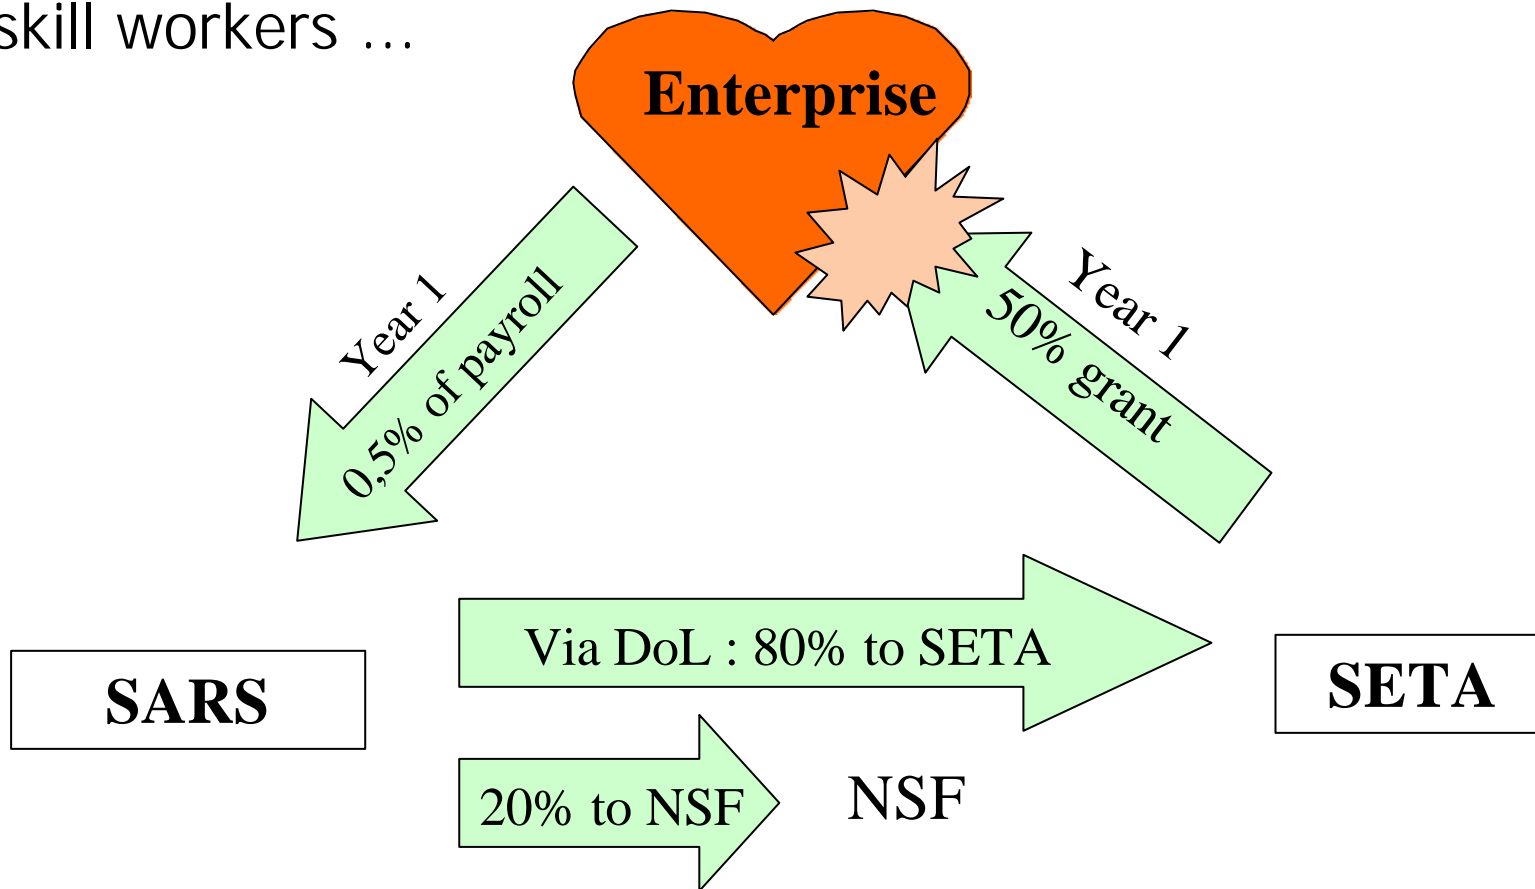 skill workers ...
Enterprise
Year 1
0,5% of payroll
Year 1
50% grant
Via DoL : 80% to SETA
SARS
SETA
20% to NSF
NSF